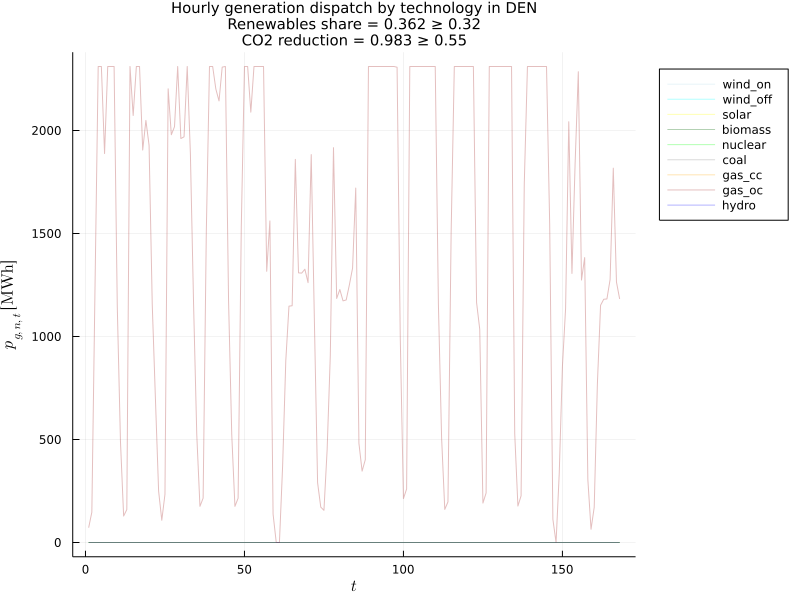 Hourly generation dispatch by technology in DEN
Renewables share = 0.362 ≥ 0.32
CO2 reduction = 0.983 ≥ 0.55
wind_on
wind_off
solar
biomass
nuclear
coal
gas_cc
gas_oc
hydro
p g,n,t [MWh]
2000
1500
1000
500
0
0 50 100 150
t